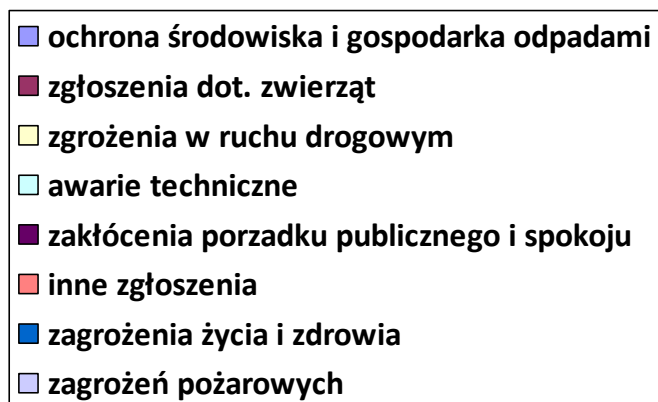 ochrona środowiska i gospodarka odpadami
zgłoszenia dot. zwierząt
zgrożenia w ruchu drogowym
awarie techniczne
zakłócenia porzadku publicznego i spokoju
inne zgłoszenia
zagrożenia życia i zdrowia
zagrożeń pożarowych